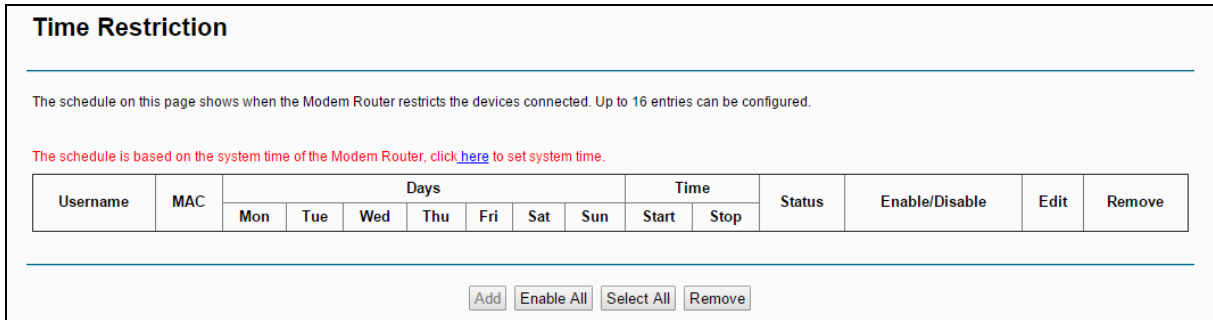 Time Restriction
The schedule on this page shows when the Modem Router restricts the devices connected. Up to 16 entries can be configured.
The schedule is based on the system time of the Modem Router, click here to set system time.
Username MAC Days Time Status Enable/Disable Edit Remove
Mon Tue Wed Thu Fri Sat Sun Start Stop
Add Enable All Select All Remove